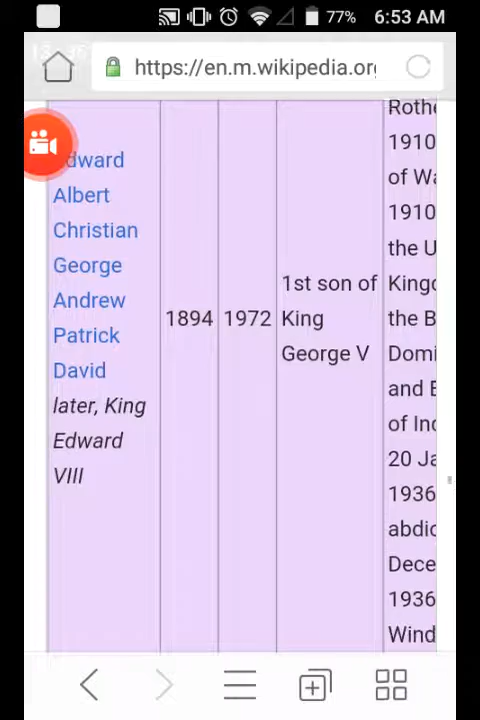 77% 6:53 AM
https://en.m.wikipedia.org
Edward
Albert
Christian
George
Andrew
Patrick
David
later, King
Edward
VIII
1894
1972
1st son of
King
George V
Rothe
1910
of Wa
1910
the U
Kingd
the B
Domi
and E
of Ind
20 Ja
1936
abdic
Dece
1936
Wind